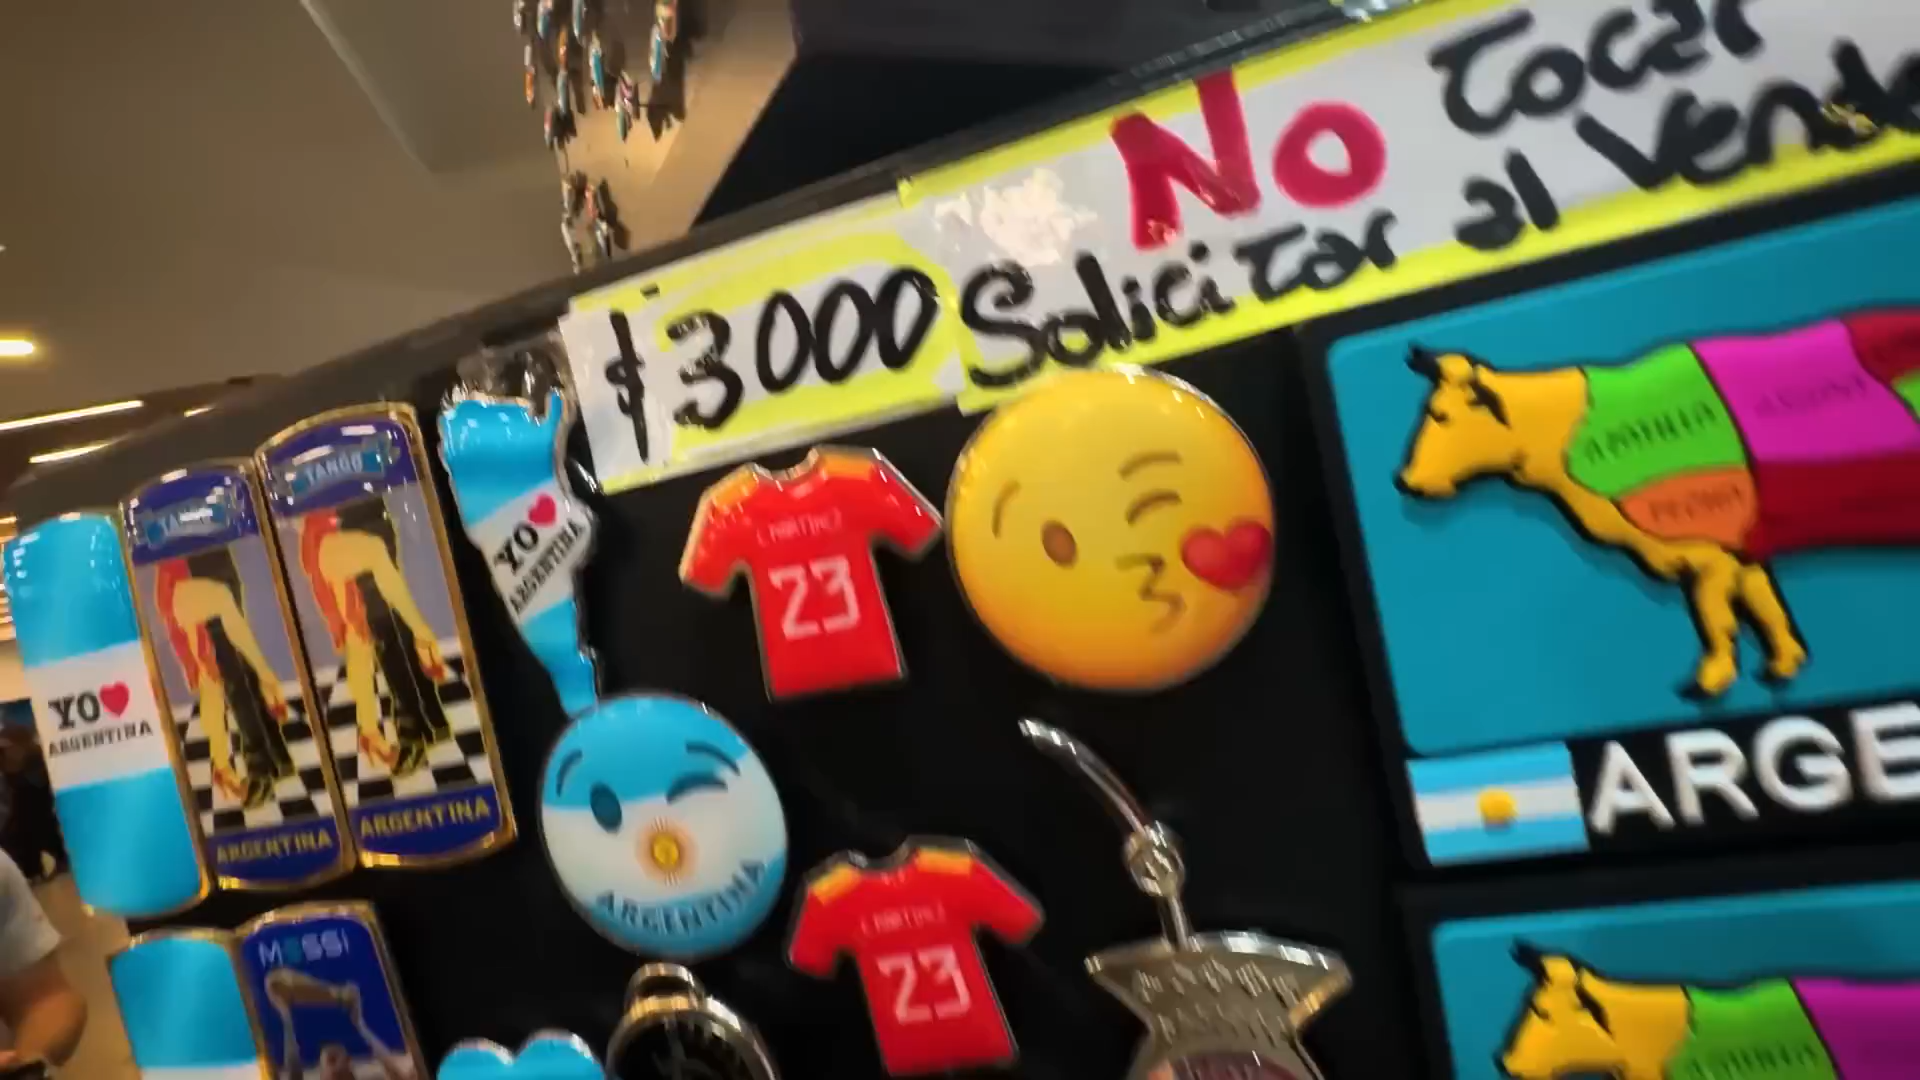 No tocar
$3000 Solicitar al Vende
TANGO
TANGO
YO
ARGENTINA
23
YO
ARGENTINA
ARGENTINA
ARGENTINA
ARGENTINA
ARGE
MESSI
23